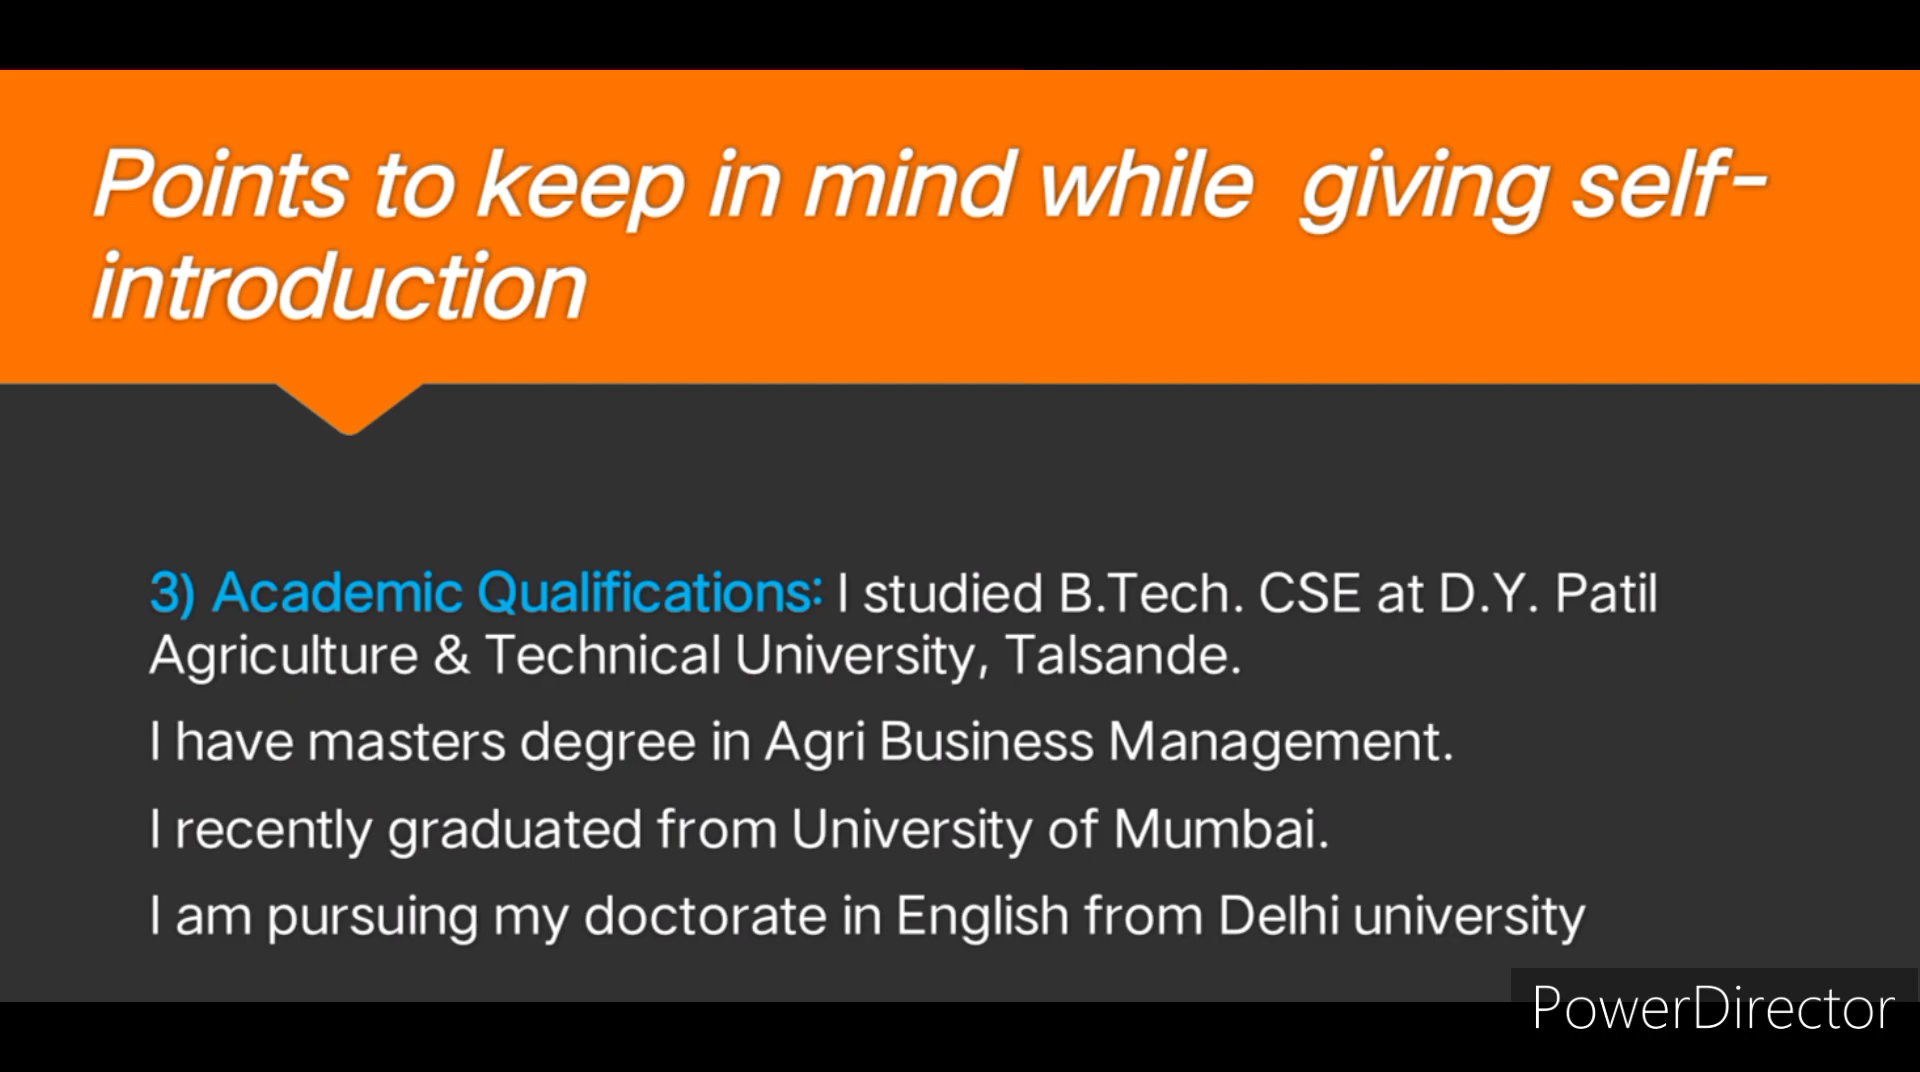 Points to keep in mind while  giving self-
introduction
3) Academic Qualifications: I studied B.Tech. CSE at D.Y. Patil
Agriculture & Technical University, Talsande.
I have masters degree in Agri Business Management.
I recently graduated from University of Mumbai.
I am pursuing my doctorate in English from Delhi university
PowerDirector